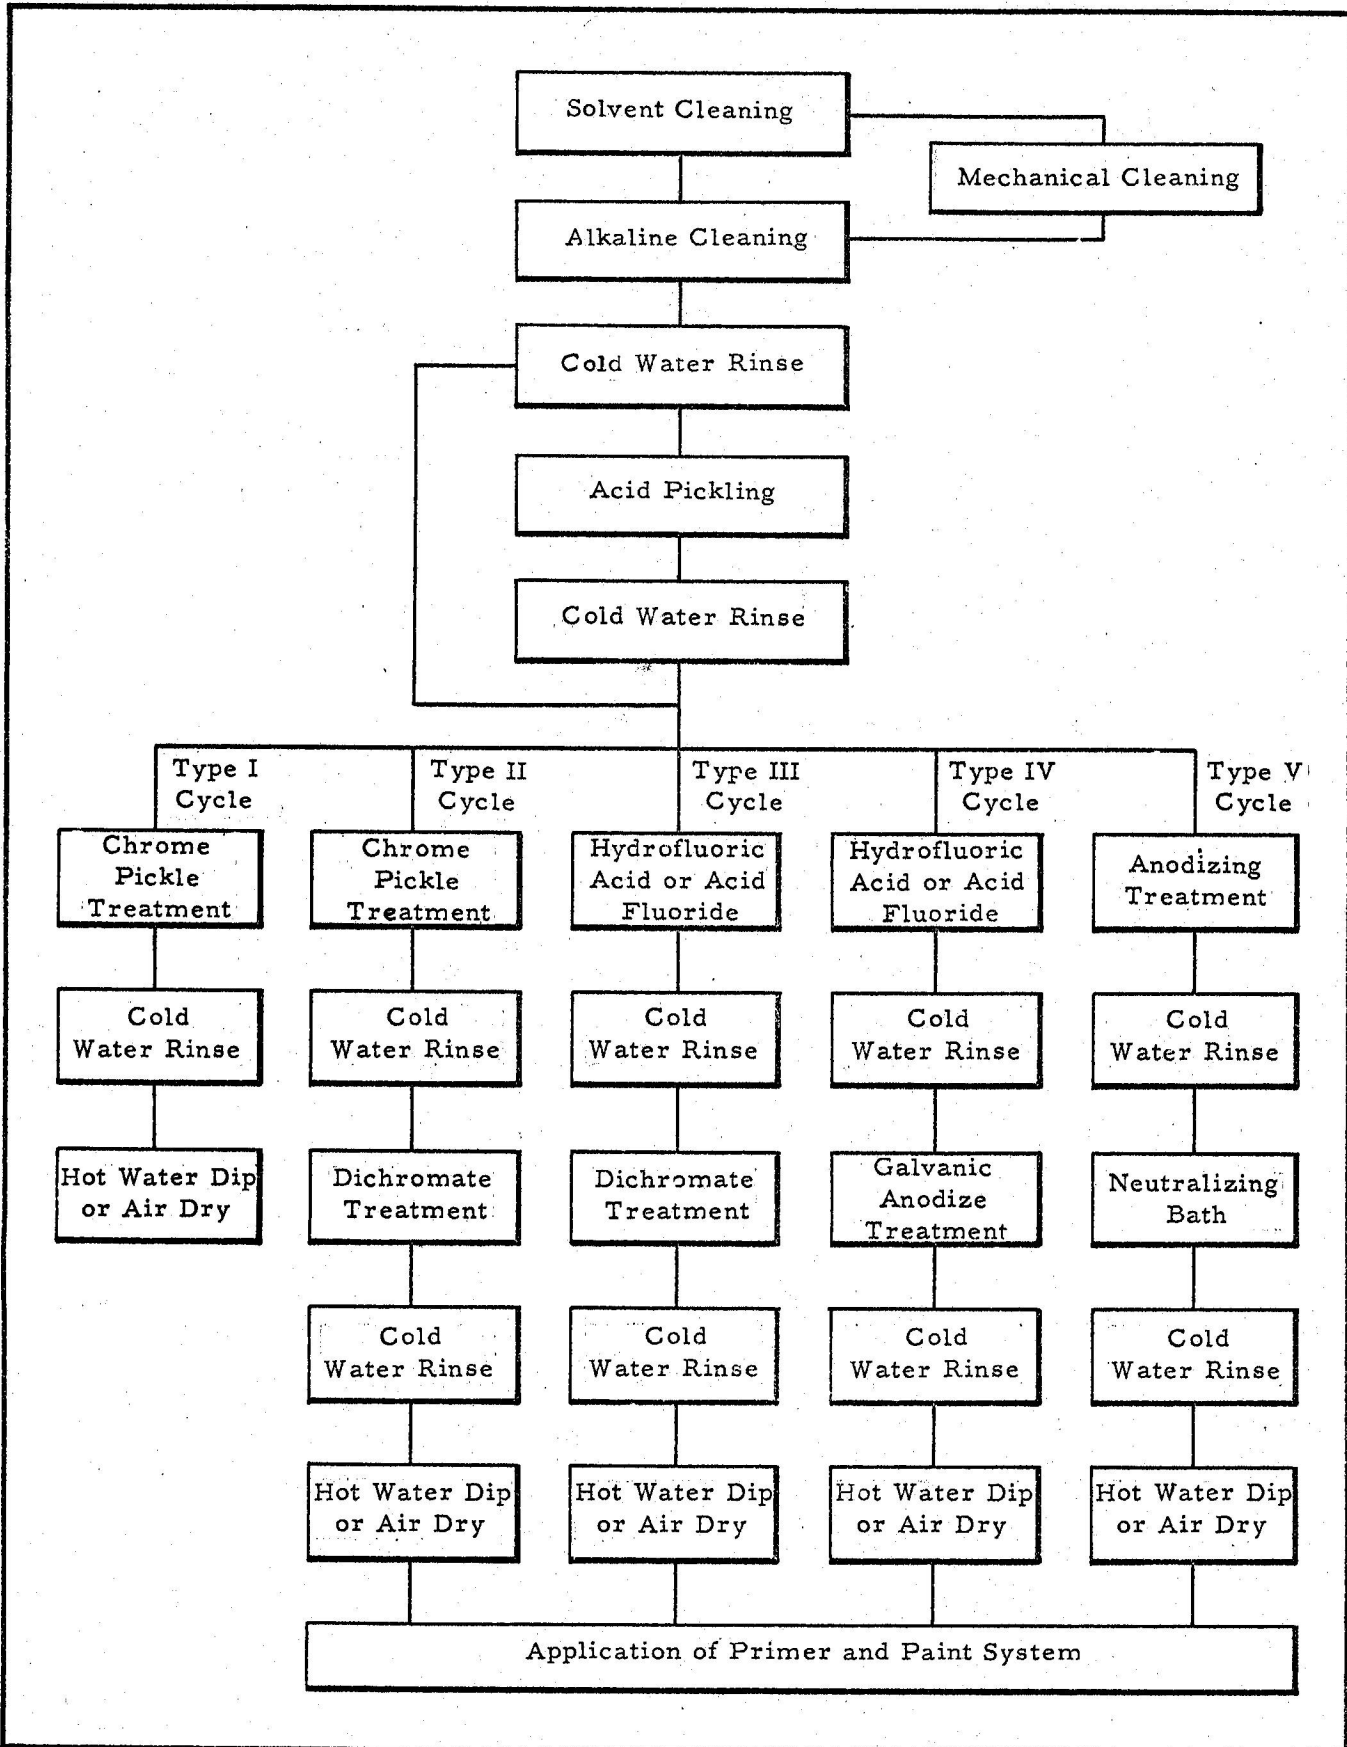 Solvent Cleaning
Mechanical Cleaning
Alkaline Cleaning
Cold Water Rinse
Acid Pickling
Cold Water Rinse
Type I
Cycle
Type II
Cycle
Type III
Cycle
Type IV
Cycle
Type V
Cycle
Chrome
Pickle
Treatment
Chrome
Pickle
Treatment
Hydrofluoric
Acid or Acid
Fluoride
Hydrofluoric
Acid or Acid
Fluoride
Anodizing
Treatment
Cold
Water Rinse
Cold
Water Rinse
Cold
Water Rinse
Cold
Water Rinse
Cold
Water Rinse
Hot Water Dip
or Air Dry
Dichromate
Treatment
Dichromate
Treatment
Galvanic
Anodize
Treatment
Neutralizing
Bath
Cold
Water Rinse
Cold
Water Rinse
Cold
Water Rinse
Cold
Water Rinse
Hot Water Dip
or Air Dry
Hot Water Dip
or Air Dry
Hot Water Dip
or Air Dry
Hot Water Dip
or Air Dry
Application of Primer and Paint System